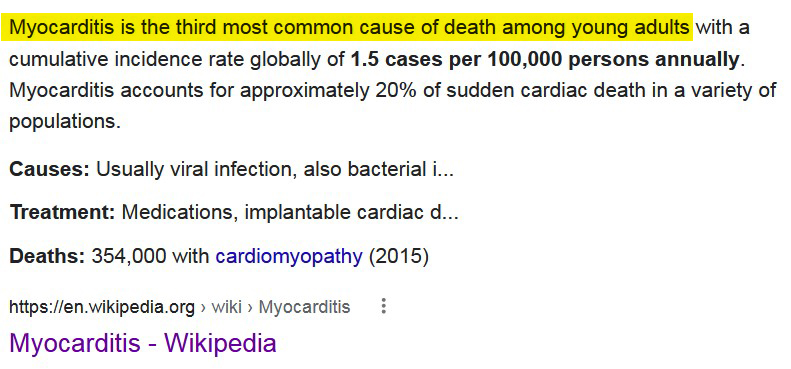 Myocarditis is the third most common cause of death among young adults with a
cumulative incidence rate globally of 1.5 cases per 100,000 persons annually.
Myocarditis accounts for approximately 20% of sudden cardiac death in a variety of
populations.
Causes: Usually viral infection, also bacterial i...
Treatment: Medications, implantable cardiac d...
Deaths: 354,000 with cardiomyopathy (2015)
https://en.wikipedia.org › wiki › Myocarditis
Myocarditis - Wikipedia